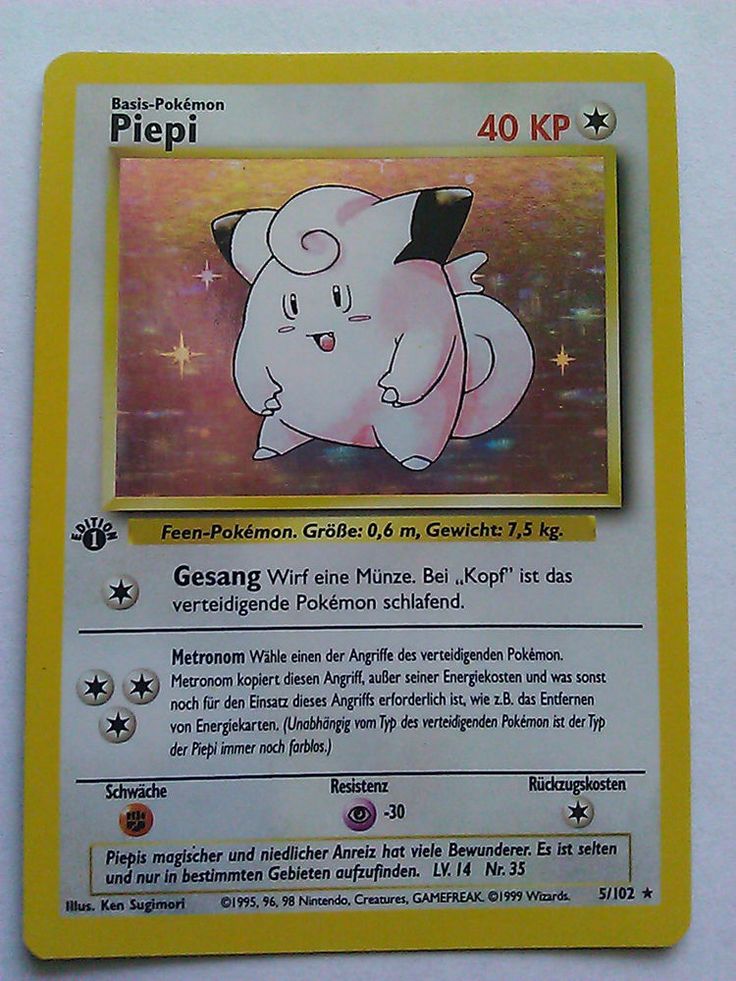 Basis-Pokémon
Piepi
40 KP
EDITION
1
Feen-Pokémon. Größe: 0,6 m, Gewicht: 7,5 kg.
Gesang Wirf eine Münze. Bei „Kopf” ist das
verteidigende Pokémon schlafend.
Metronom Wähle einen der Angriffe des verteidigenden Pokémon.
Metronom kopiert diesen Angriff, außer seiner Energiekosten und was sonst
noch für den Einsatz dieses Angriffs erforderlich ist, wie z.B. das Entfernen
von Energiekarten. (Unabhängig vom Typ des verteidigenden Pokémon ist der Typ
der Piepi immer noch farblos.)
Schwäche
Resistenz
Rückzugskosten
-30
Piepis magischer und niedlicher Anreiz hat viele Bewunderer. Es ist selten
und nur in bestimmten Gebieten aufzufinden. LV. 14 Nr. 35
Illus. Ken Sugimori ©1995, 96, 98 Nintendo, Creatures, GAMEFREAK. ©1999 Wizards. 5/102 ★